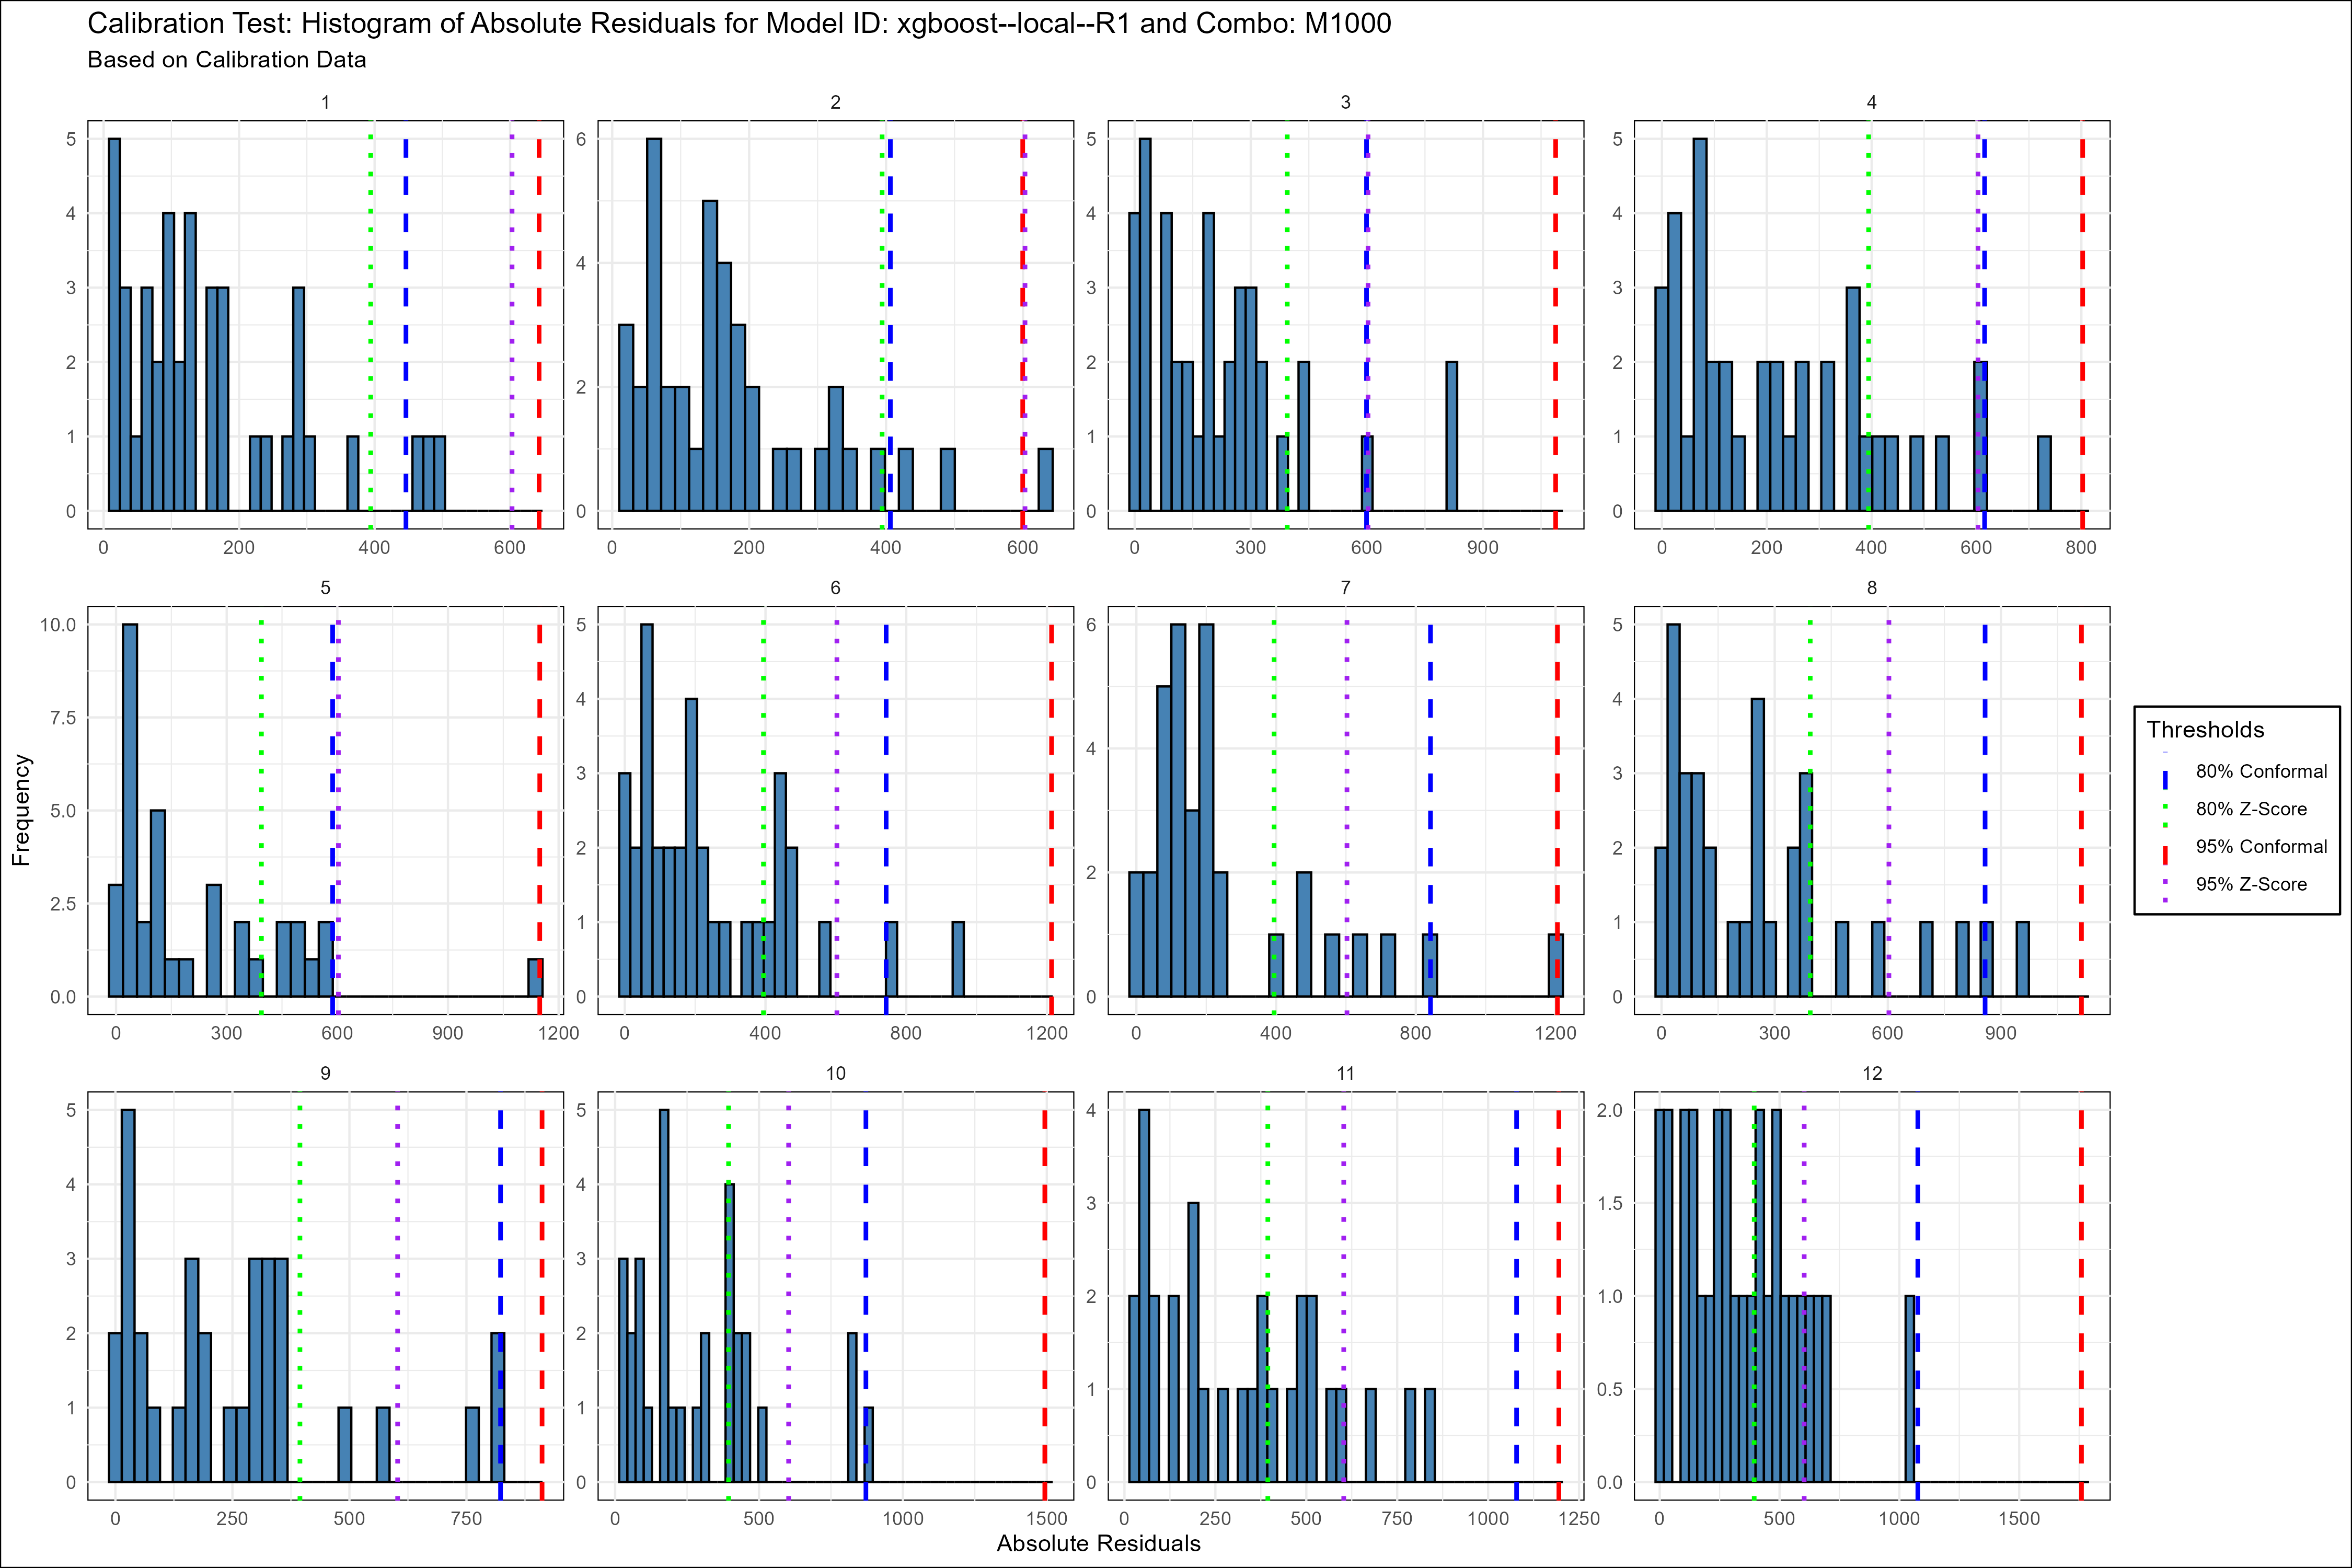 Calibration Test: Histogram of Absolute Residuals for Model ID: xgboost--local--R1 and Combo: M1000
Based on Calibration Data
1 2 3 4
5 6 5 5
4 4 4
3 4 3 3
2 2 2
1 2 1 1
0 0 0 0
0 200 400 600 0 200 400 600 0 300 600 900 0 200 400 600 800
5 6 7 8
10.0 5 6 5
7.5 4 4
5.0 3 4 3
2.5 2 2 2
1 1
0.0 0 0 0
0 300 600 900 1200 0 400 800 1200 0 400 800 1200 0 300 600 900
9 10 11 12
5 5 4 2.0
4 4 3 1.5
3 3
2 2 2 1.0
1 1 1 0.5
0 0 0 0.0
0 250 500 750 0 500 1000 1500 0 250 500 750 1000 1250 0 500 1000 1500
Frequency
Absolute Residuals
Thresholds
80% Conformal
80% Z-Score
95% Conformal
95% Z-Score